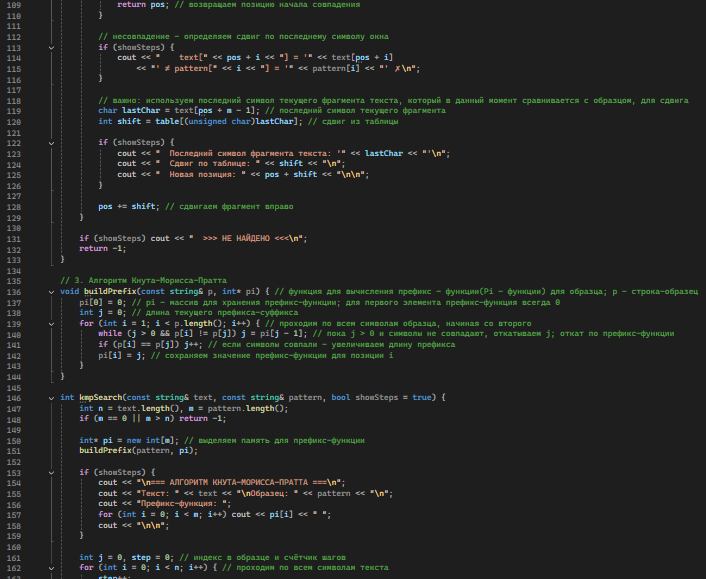 109 return pos; // возвращаем позицию начала совпадения
110 }
111
112 // несовпадение - определяем сдвиг по последнему символу окна
113 if (showSteps) {
114 cout << "    text[" << pos + i << "] = '" << text[pos + i]
115 << "' ≠ pattern[" << i << "] = '" << pattern[i] << "' ✗\n";
116 }
117
118 // важно: используем последний символ текущего фрагмента текста, который в данный момент сравнивается с образцом, для сдвига
119 char lastChar = text[pos + m - 1]; // последний символ текущего фрагмента
120 int shift = table[(unsigned char)lastChar]; // сдвиг из таблицы
121
122 if (showSteps) {
123 cout << "  Последний символ фрагмента текста: '" << lastChar << "'\n";
124 cout << "  Сдвиг по таблице: " << shift << "\n";
125 cout << "  Новая позиция: " << pos + shift << "\n\n";
126 }
127
128 pos += shift; // сдвигаем фрагмент вправо
129 }
130
131 if (showSteps) cout << "  >>> НЕ НАЙДЕНО <<<\n";
132 return -1;
133 }
134
135 // 3. Алгоритм Кнута-Морисса-Пратта
136 void buildPrefix(const string& p, int* pi) { // функция для вычисления префикс - функции(Pi - функции) для образца; p - строка-образец
137 pi[0] = 0; // pi - массив для хранения префикс-функции; для первого элемента префикс-функция всегда 0
138 int j = 0; // длина текущего префикса-суффикса
139 for (int i = 1; i < p.length(); i++) { // проходим по всем символам образца, начиная со второго
140 while (j > 0 && p[i] != p[j]) j = pi[j - 1]; // пока j > 0 и символы не совпадают, откатываем j; откат по префикс-функции
141 if (p[i] == p[j]) j++; // если символы совпали - увеличиваем длину префикса
142 pi[i] = j; // сохраняем значение префикс-функции для позиции i
143 }
144 }
145
146 int kmpSearch(const string& text, const string& pattern, bool showSteps = true) {
147 int n = text.length(), m = pattern.length();
148 if (m == 0 || m > n) return -1;
149
150 int* pi = new int[m]; // выделяем память для префикс-функции
151 buildPrefix(pattern, pi);
152
153 if (showSteps) {
154 cout << "\n=== АЛГОРИТМ КНУТА-МОРИССА-ПРАТТА ===\n";
155 cout << "Текст: " << text << "\nОбразец: " << pattern << "\n";
156 cout << "Префикс-функция: ";
157 for (int i = 0; i < m; i++) cout << pi[i] << " ";
158 cout << "\n\n";
159 }
160
161 int j = 0, step = 0; // индекс в образце и счётчик шагов
162 for (int i = 0; i < n; i++) { // проходим по всем символам текста
163 step++;